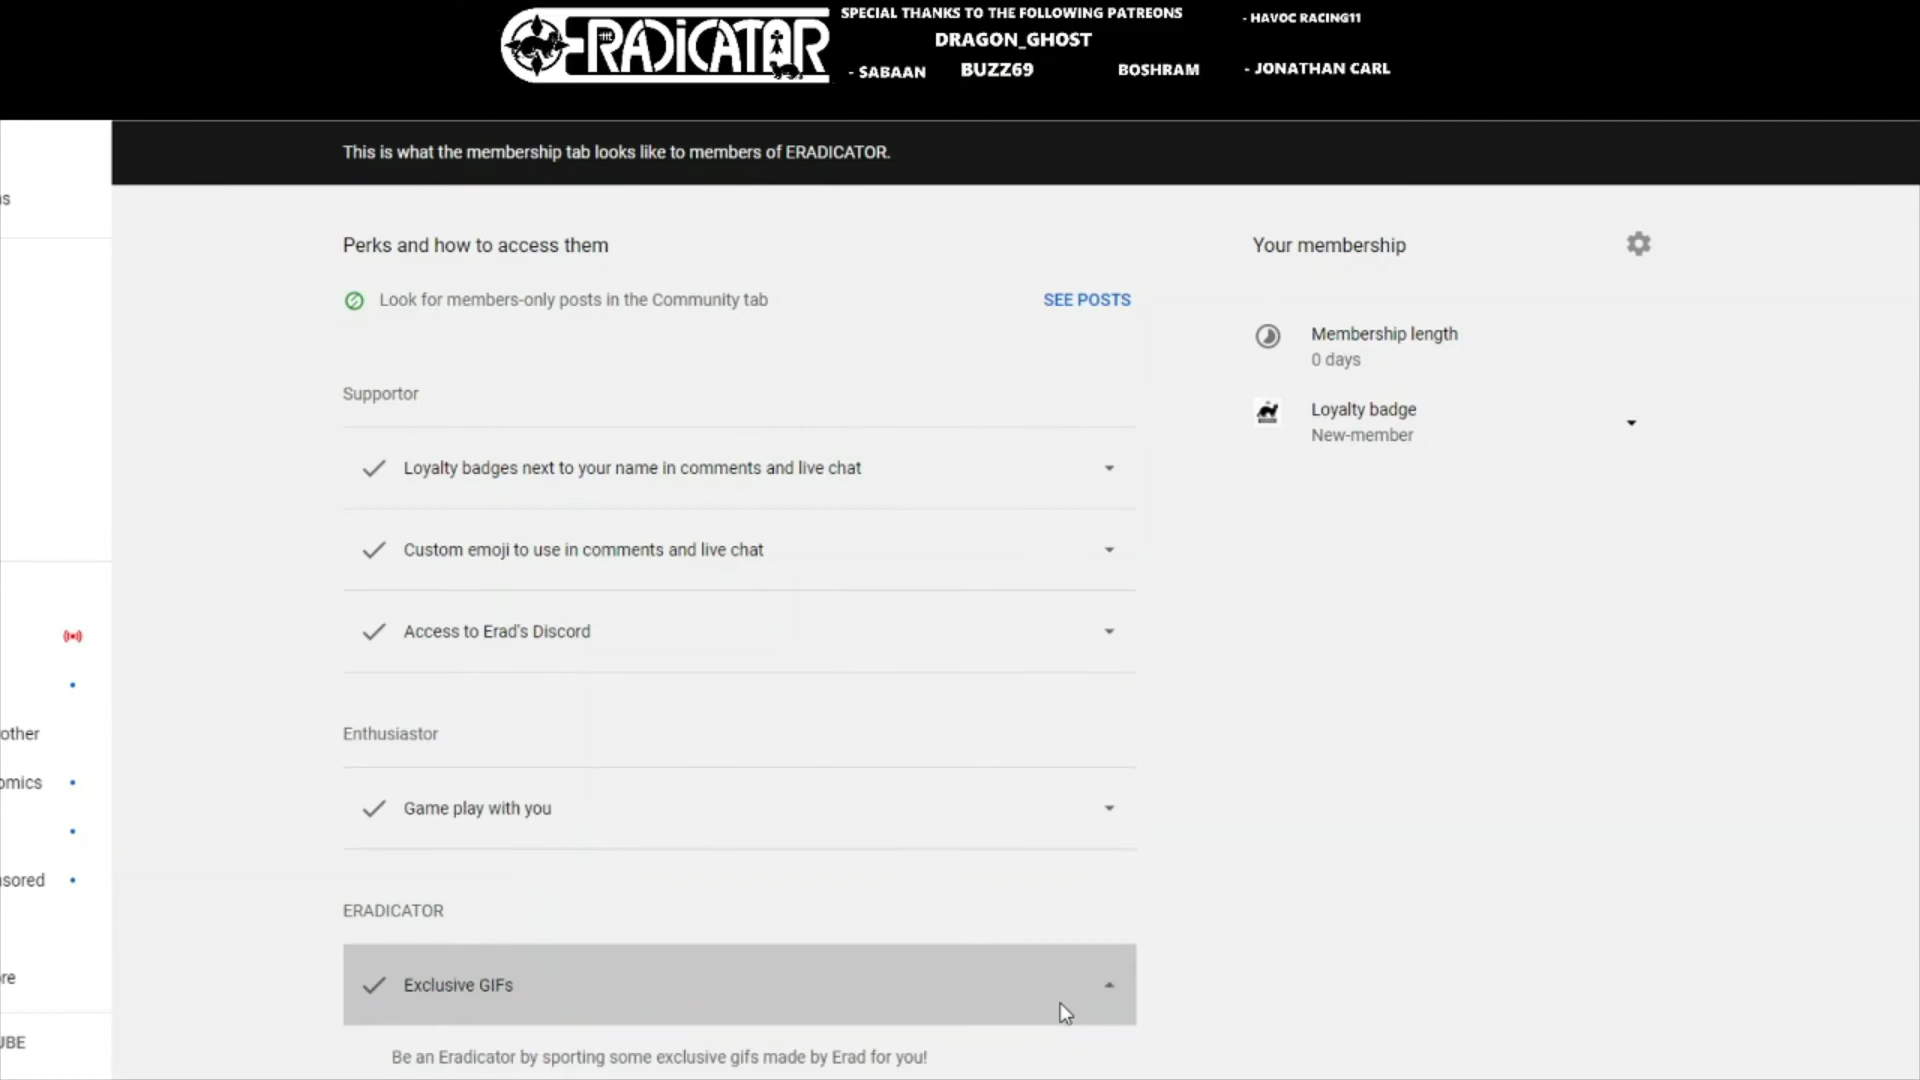 THE ERADiCATOR
SPECIAL THANKS TO THE FOLLOWING PATREONS
- HAVOC RACING11
DRAGON_GHOST
- SABAAN BUZZ69 BOSHRAM - JONATHAN CARL
This is what the membership tab looks like to members of ERADICATOR.
Perks and how to access them
Look for members-only posts in the Community tab
SEE POSTS
Supportor
Loyalty badges next to your name in comments and live chat
Custom emoji to use in comments and live chat
Access to Erad's Discord
Enthusiastor
Game play with you
ERADICATOR
Exclusive GIFs
Be an Eradicator by sporting some exclusive gifs made by Erad for you!
Your membership
Membership length
0 days
Loyalty badge
New-member
other
omics
sored
re
UBE